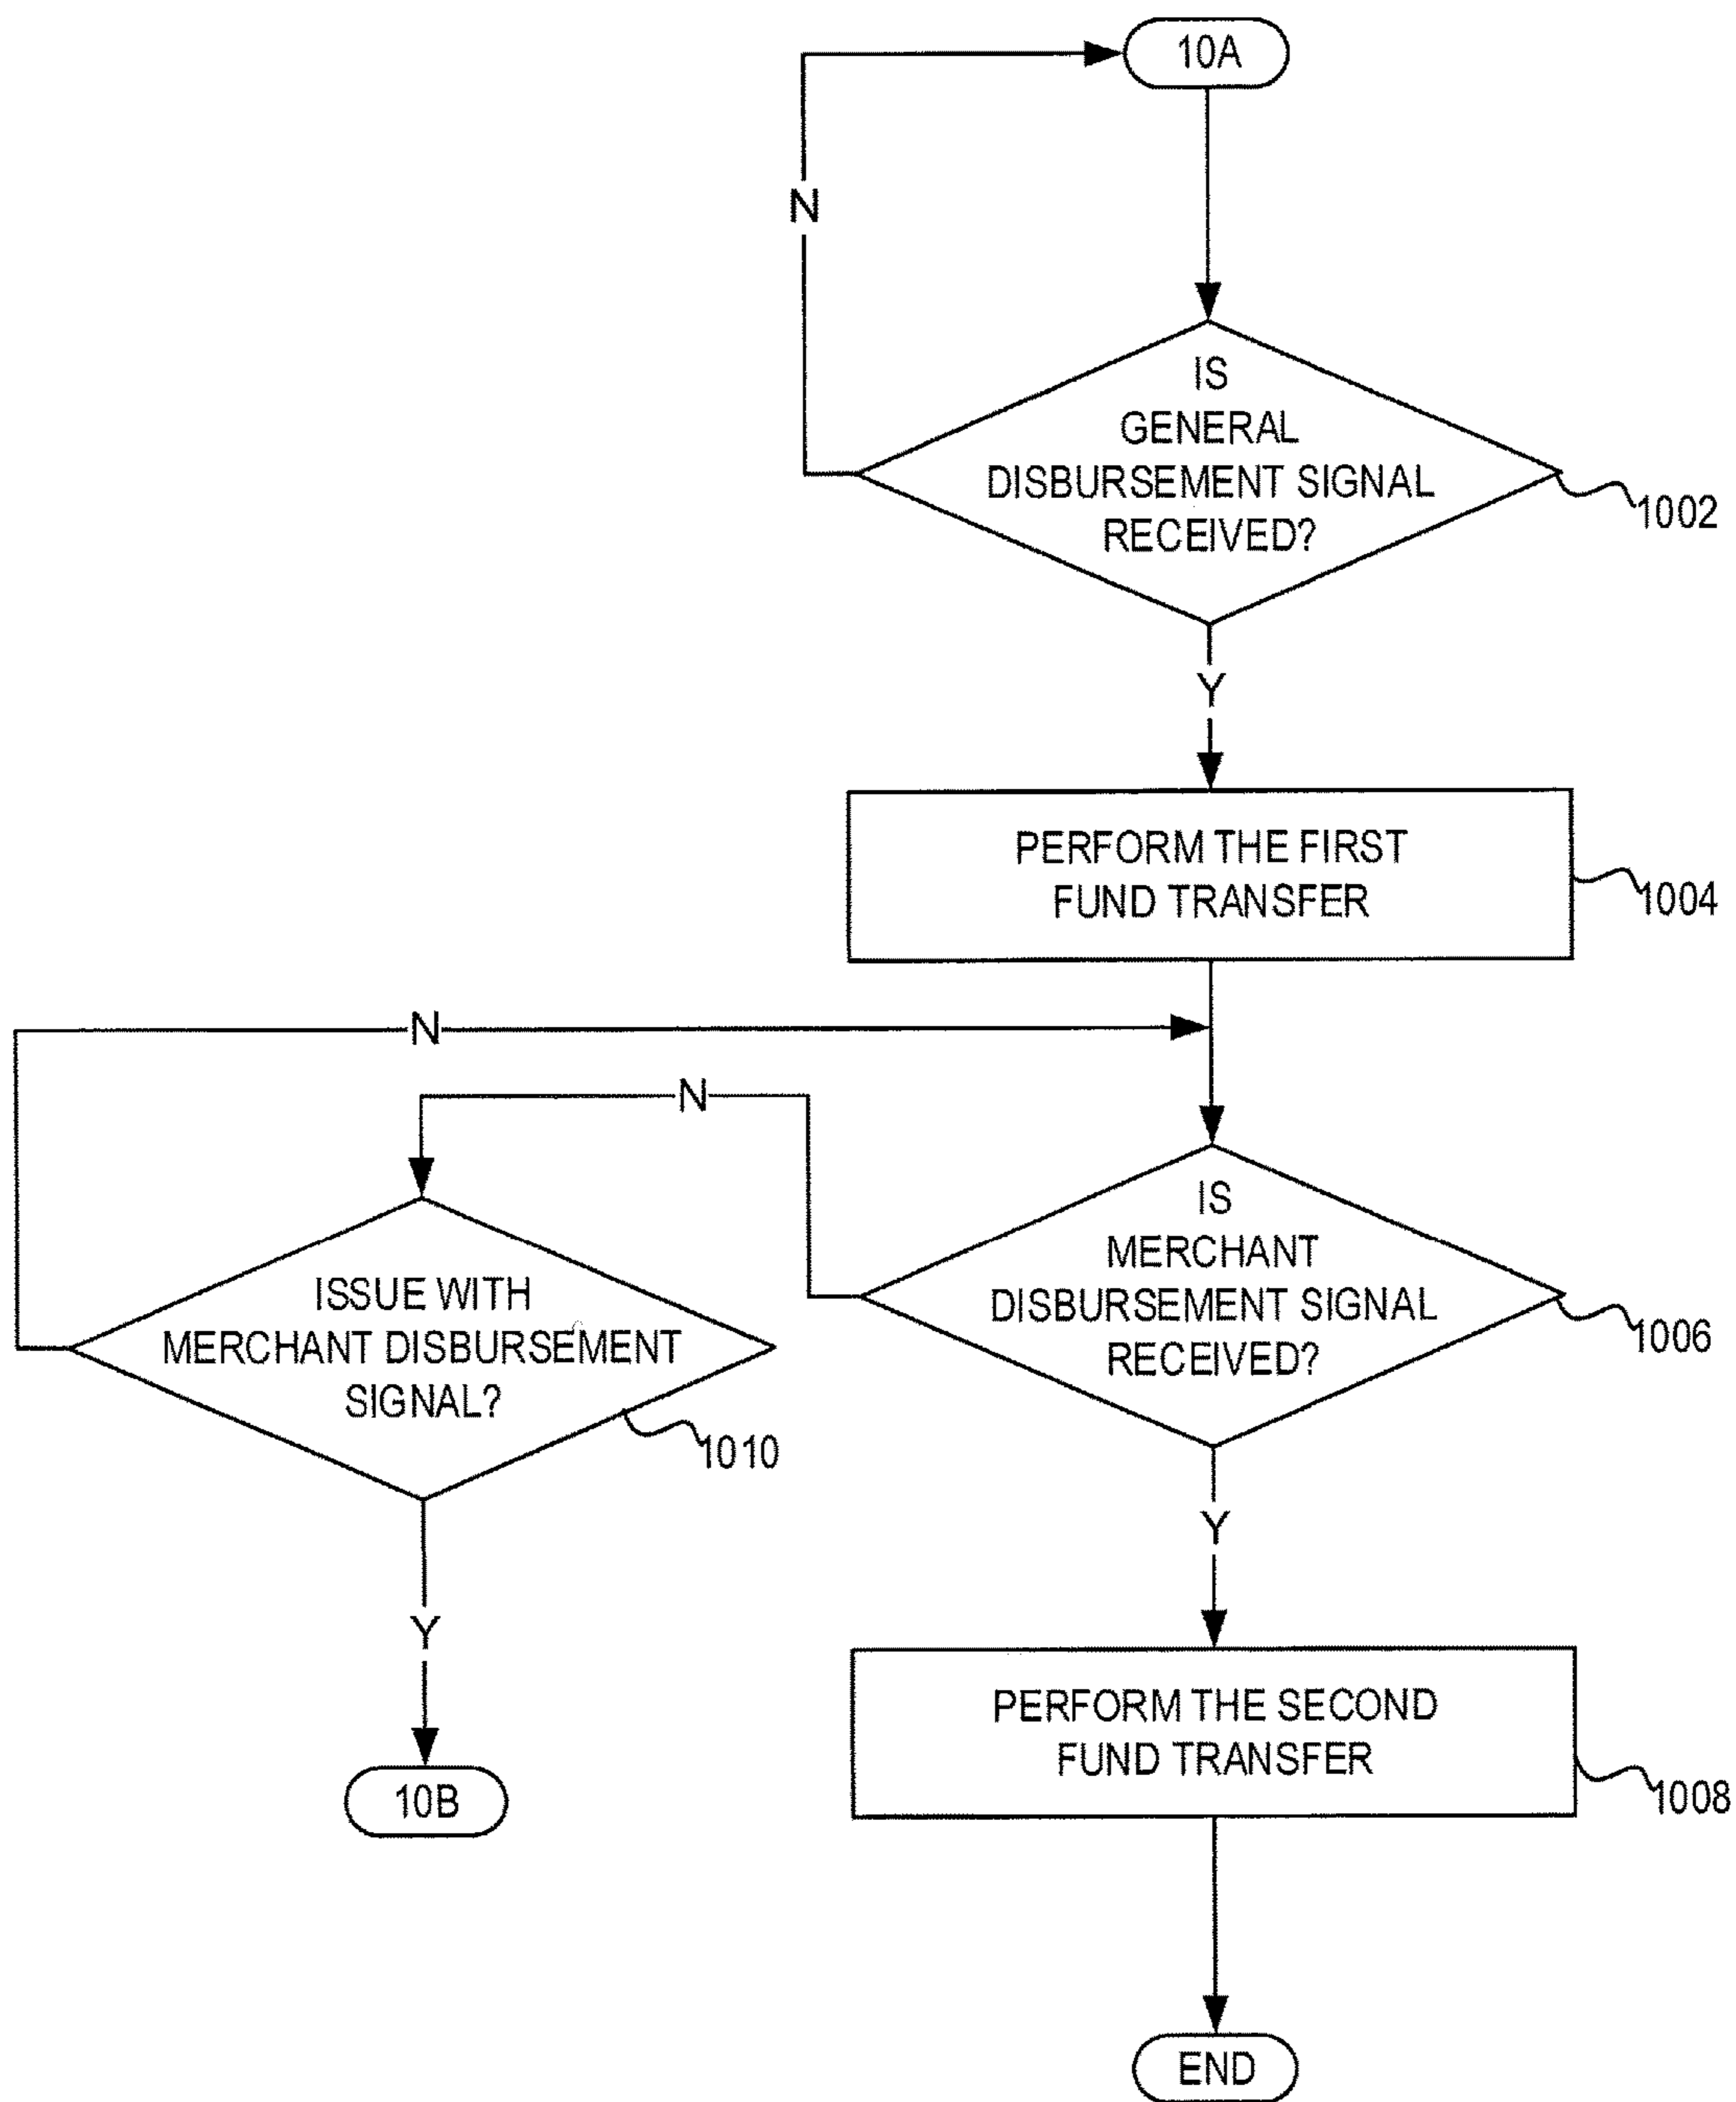 10A
N
IS
GENERAL
DISBURSEMENT SIGNAL
RECEIVED?
1002
Y
PERFORM THE FIRST
FUND TRANSFER
1004
N
N
IS
MERCHANT
DISBURSEMENT SIGNAL
RECEIVED?
1006
ISSUE WITH
MERCHANT DISBURSEMENT
SIGNAL?
1010
Y
Y
PERFORM THE SECOND
FUND TRANSFER
1008
10B
END